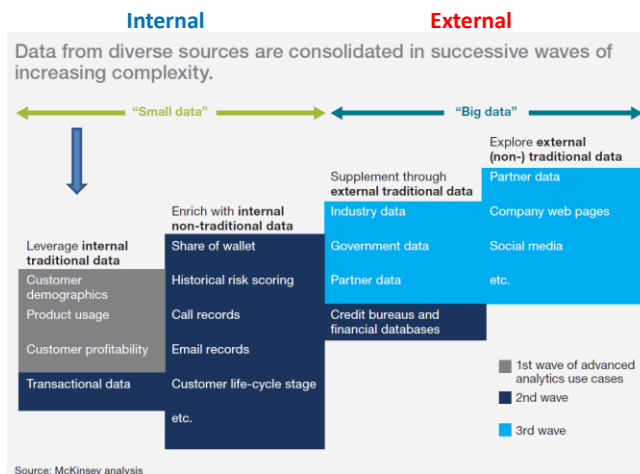 Internal
External
Data from diverse sources are consolidated in successive waves of
increasing complexity.
“Small data”
“Big data”
Leverage internal
traditional data
Customer
demographics
Product usage
Customer profitability
Transactional data
Enrich with internal
non-traditional data
Share of wallet
Historical risk scoring
Call records
Email records
Customer life-cycle stage
etc.
Supplement through
external traditional data
Industry data
Government data
Partner data
Credit bureaus and
financial databases
Explore external
(non-) traditional data
Partner data
Company web pages
Social media
etc.
1st wave of advanced
analytics use cases
2nd wave
3rd wave
Source: McKinsey analysis